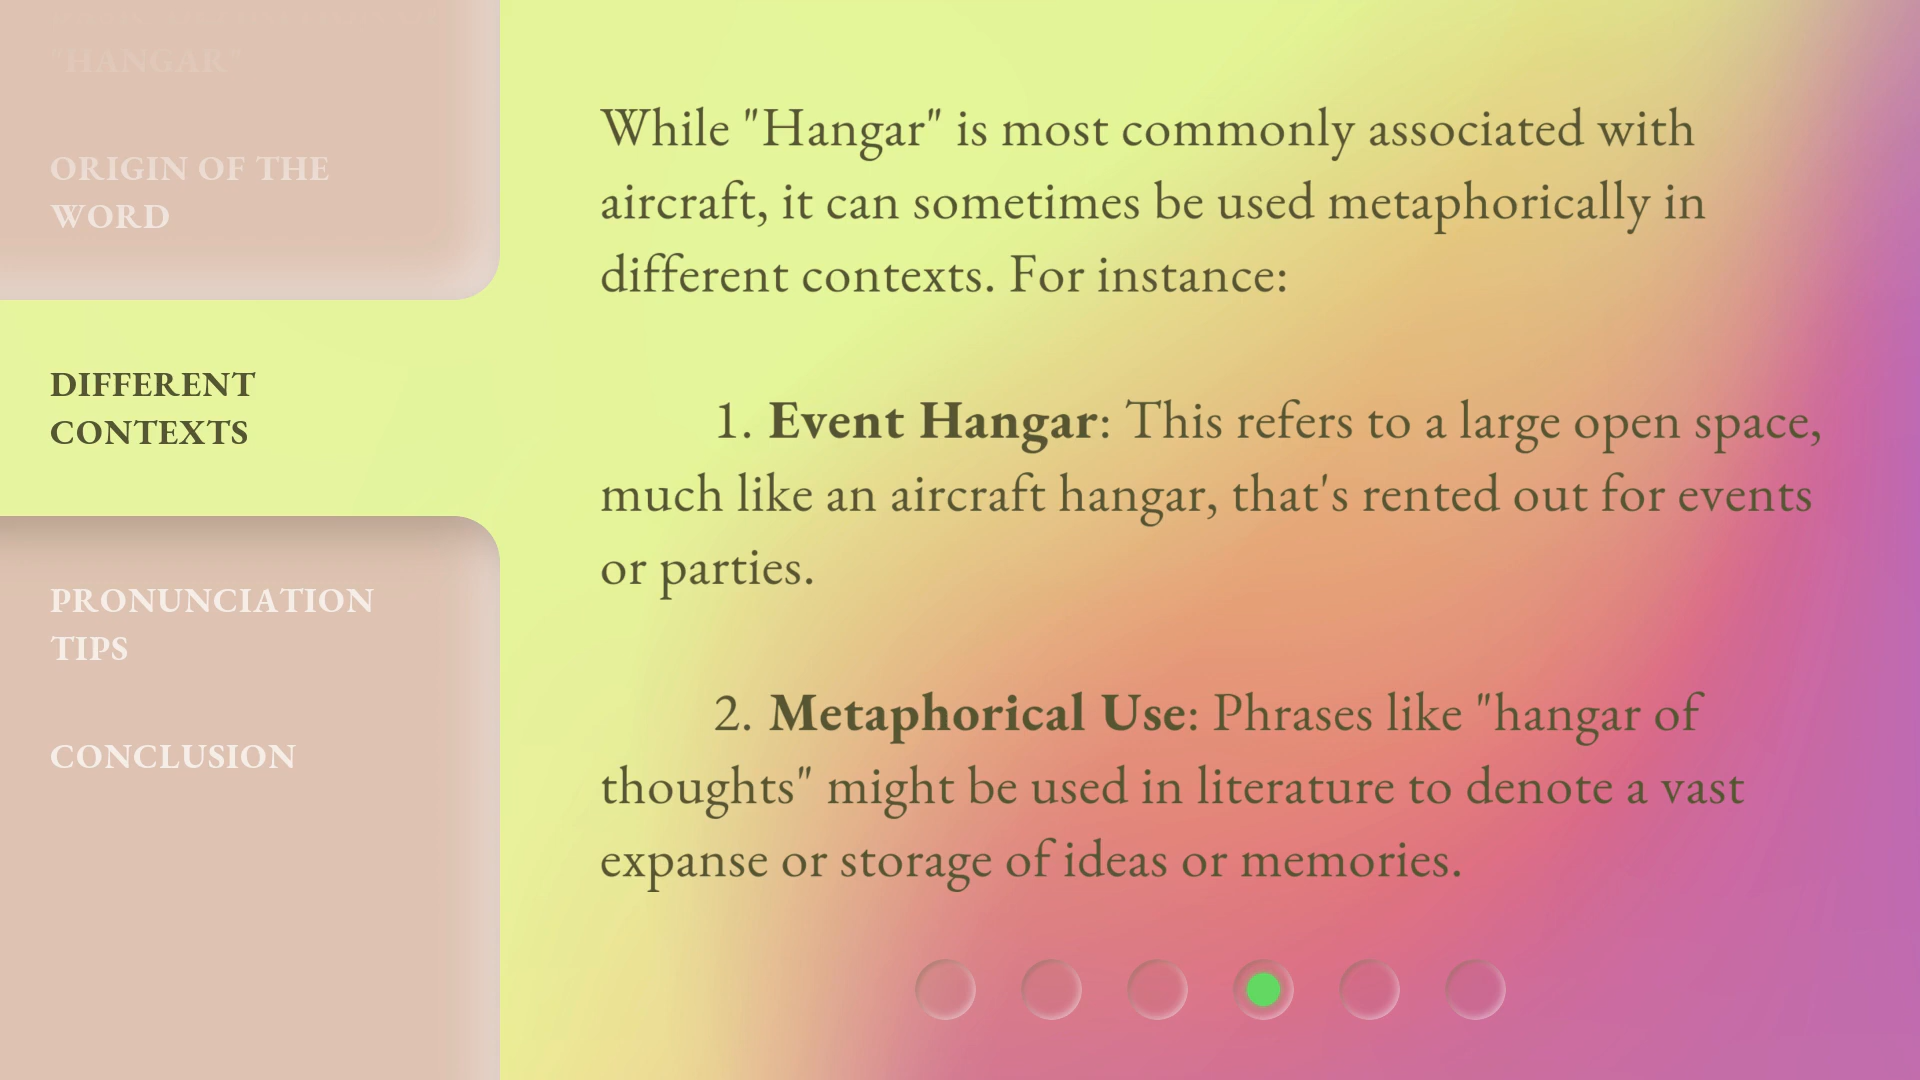 "HANGAR"
ORIGIN OF THE
WORD
DIFFERENT
CONTEXTS
PRONUNCIATION
TIPS
CONCLUSION
While "Hangar" is most commonly associated with
aircraft, it can sometimes be used metaphorically in
different contexts. For instance:
1. Event Hangar: This refers to a large open space,
much like an aircraft hangar, that's rented out for events
or parties.
2. Metaphorical Use: Phrases like "hangar of
thoughts" might be used in literature to denote a vast
expanse or storage of ideas or memories.